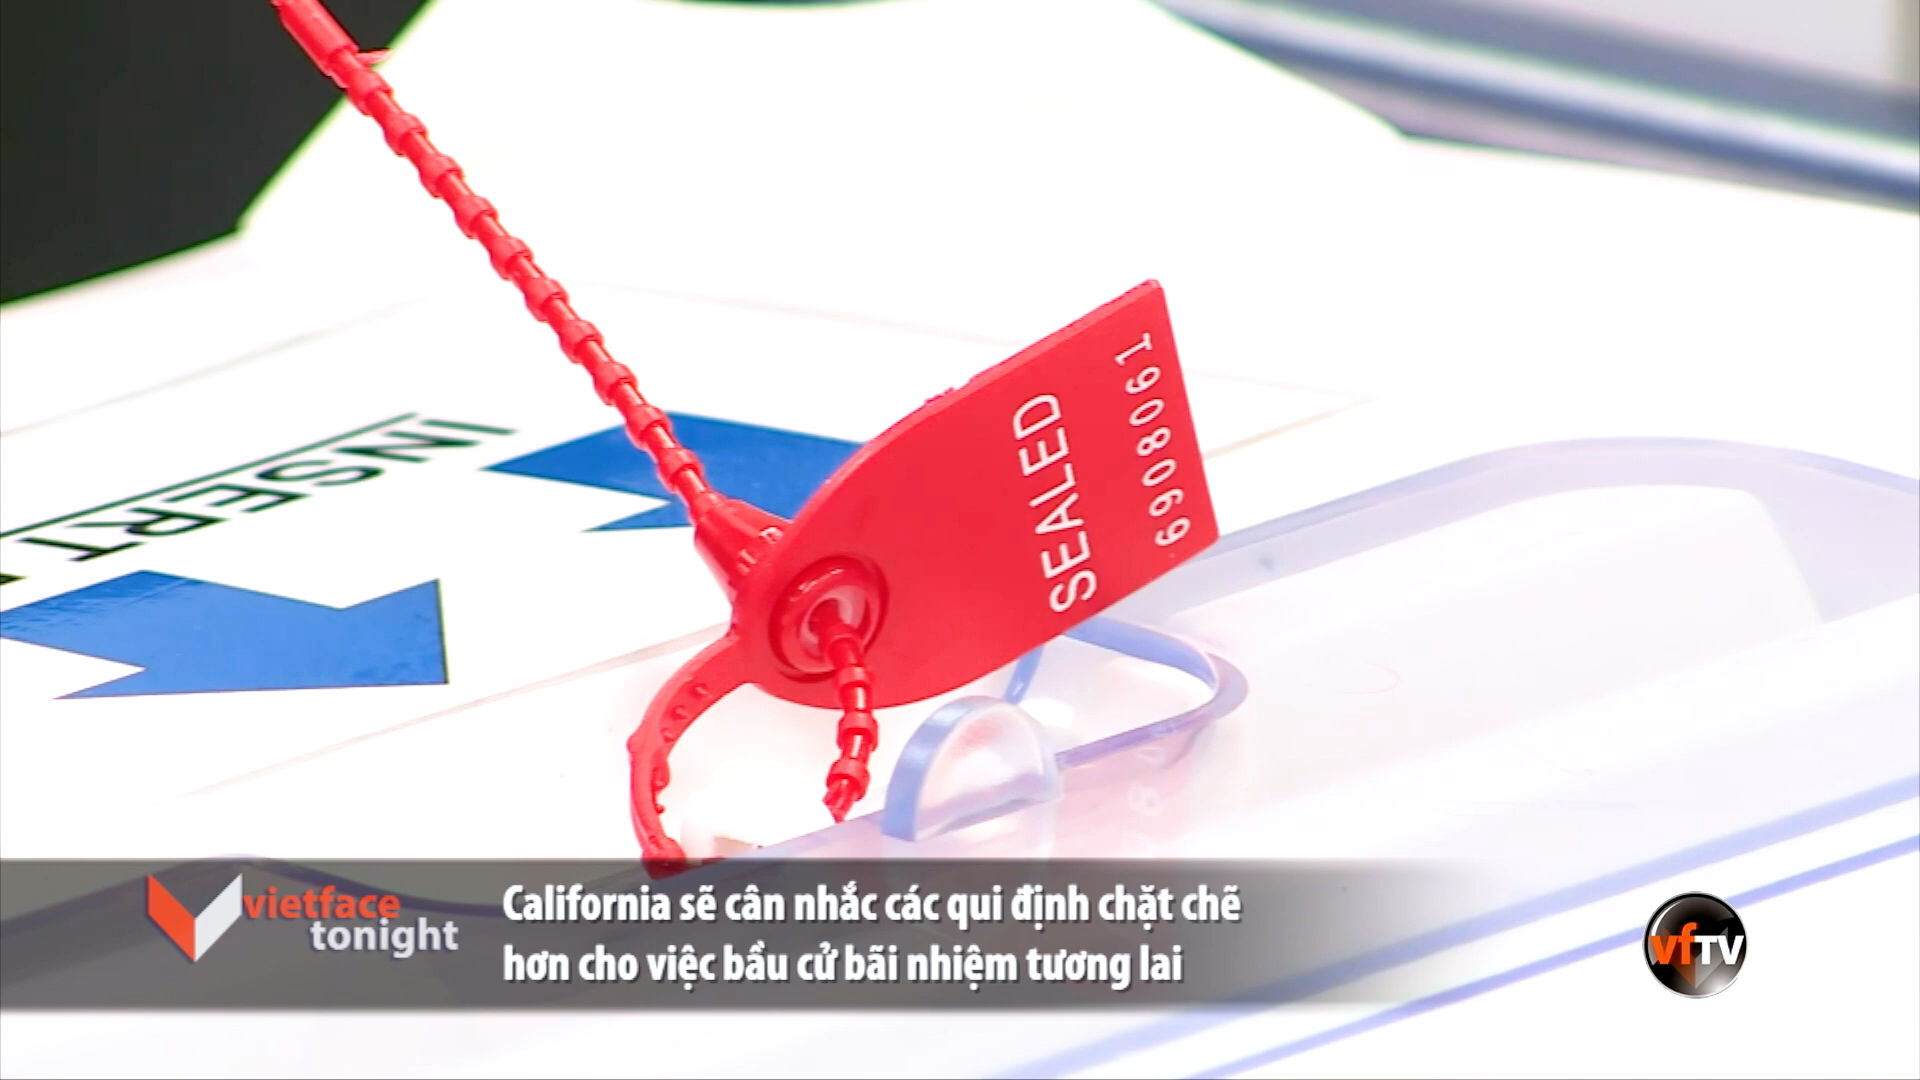 INSERT
SEALED
6908061
vietface
tonight
California sẽ cân nhắc các qui định chặt chẽ
hơn cho việc bầu cử bãi nhiệm tương lai
vfTV